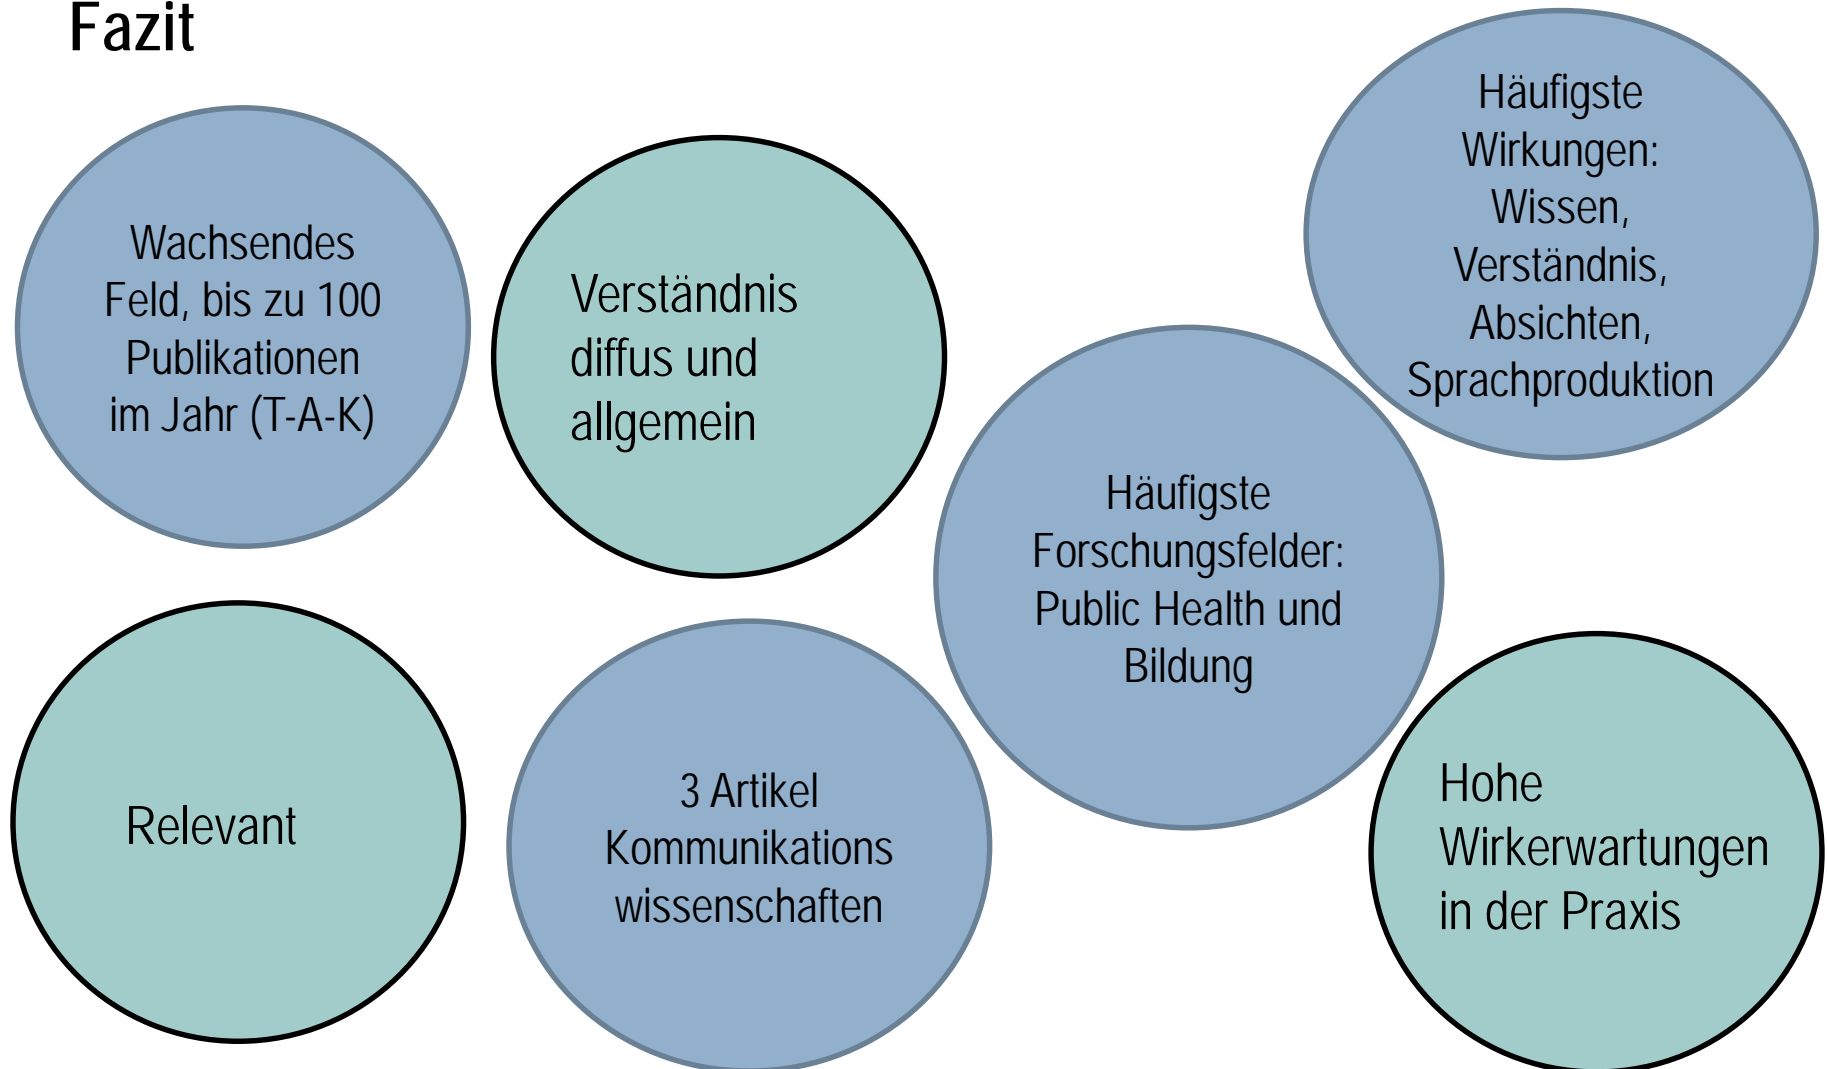 Fazit
Wachsendes
Feld, bis zu 100
Publikationen
im Jahr (T-A-K)
Verständnis
diffus und
allgemein
Häufigste
Wirkungen:
Wissen,
Verständnis,
Absichten,
Sprachproduktion
Häufigste
Forschungsfelder:
Public Health und
Bildung
Relevant
3 Artikel
Kommunikations
wissenschaften
Hohe
Wirkerwartungen
in der Praxis